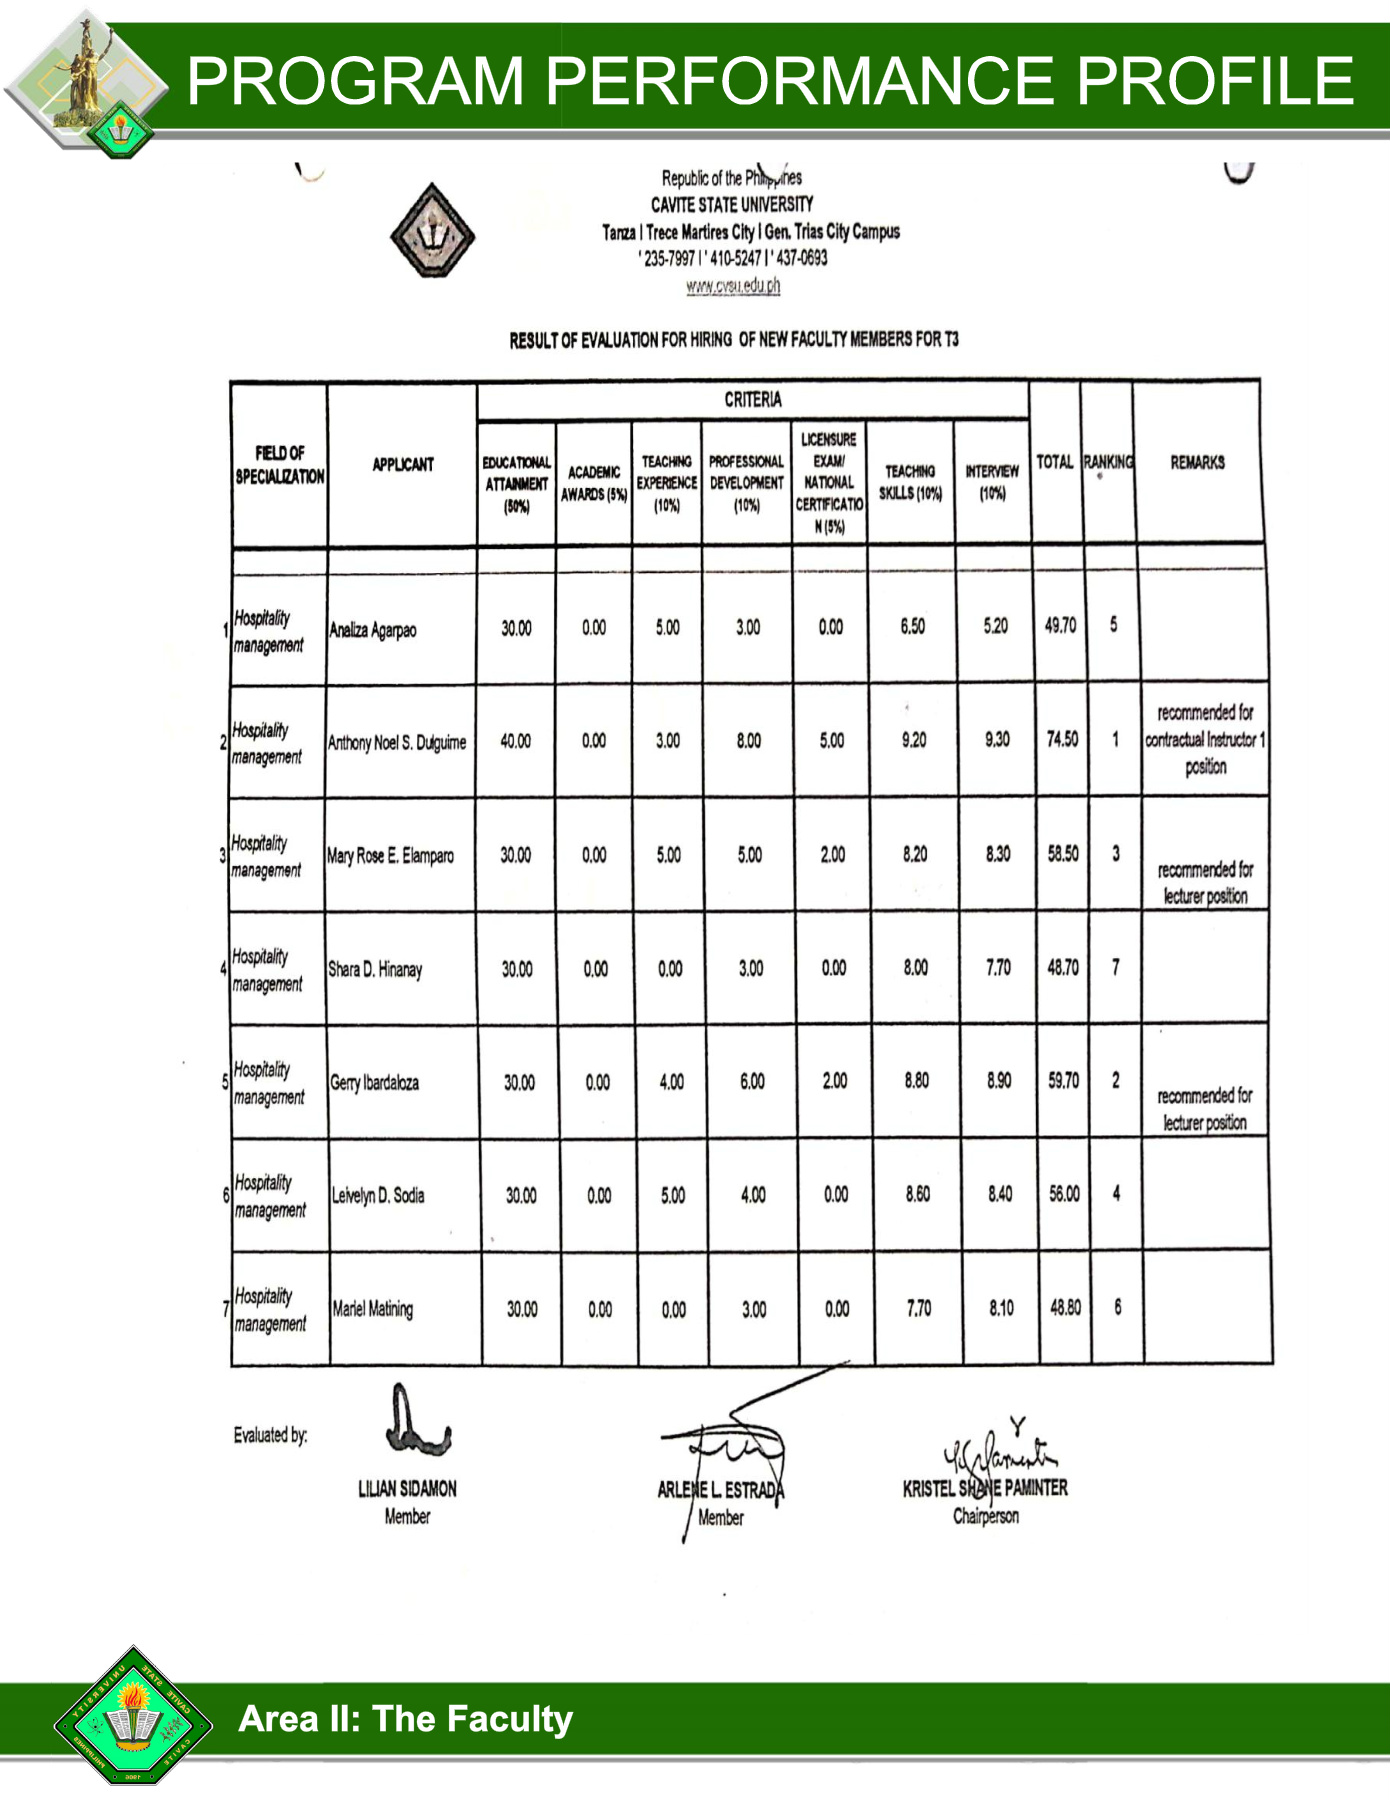 PROGRAM PERFORMANCE PROFILE
Republic of the Philippines
CAVITE STATE UNIVERSITY
Tanza I Trece Martires City I Gen. Trias City Campus
' 235-7997 I ' 410-5247 I ' 437-0693
www.cvsu.edu.ph
RESULT OF EVALUATION FOR HIRING OF NEW FACULTY MEMBERS FOR T3
FIELD OF SPECIALIZATION APPLICANT CRITERIA TOTAL RANKING REMARKS
EDUCATIONAL ATTAINMENT (50%) ACADEMIC AWARDS (5%) TEACHING EXPERIENCE (10%) PROFESSIONAL DEVELOPMENT (10%) LICENSURE EXAM/ NATIONAL CERTIFICATIO N (5%) TEACHING SKILLS (10%) INTERVIEW (10%)
1 Hospitality management Analiza Agarpao 30.00 0.00 5.00 3.00 0.00 6.50 5.20 49.70 5
2 Hospitality management Anthony Noel S. Dulguime 40.00 0.00 3.00 8.00 5.00 9.20 9.30 74.50 1 recommended for contractual Instructor 1 position
3 Hospitality management Mary Rose E. Elamparo 30.00 0.00 5.00 5.00 2.00 8.20 8.30 58.50 3 recommended for lecturer position
4 Hospitality management Shara D. Hinanay 30.00 0.00 0.00 3.00 0.00 8.00 7.70 48.70 7
5 Hospitality management Gerry Ibardaloza 30.00 0.00 4.00 6.00 2.00 8.80 8.90 59.70 2 recommended for lecturer position
6 Hospitality management Leivelyn D. Sodia 30.00 0.00 5.00 4.00 0.00 8.60 8.40 56.00 4
7 Hospitality management Mariel Matining 30.00 0.00 0.00 3.00 0.00 7.70 8.10 48.80 6
Evaluated by:
LILIAN SIDAMON ARLENE L. ESTRADA KRISTEL SHANE PAMINTER
Member Member Chairperson
CAVITE STATE UNIVERSITY
CAVITE PHILIPPINES
1906
Area II: The Faculty